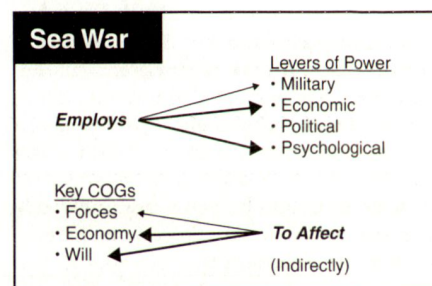 Sea War
Levers of Power
• Military
• Economic
Employs
• Political
• Psychological
Key COGs
• Forces
• Economy
To Affect
• Will
(Indirectly)